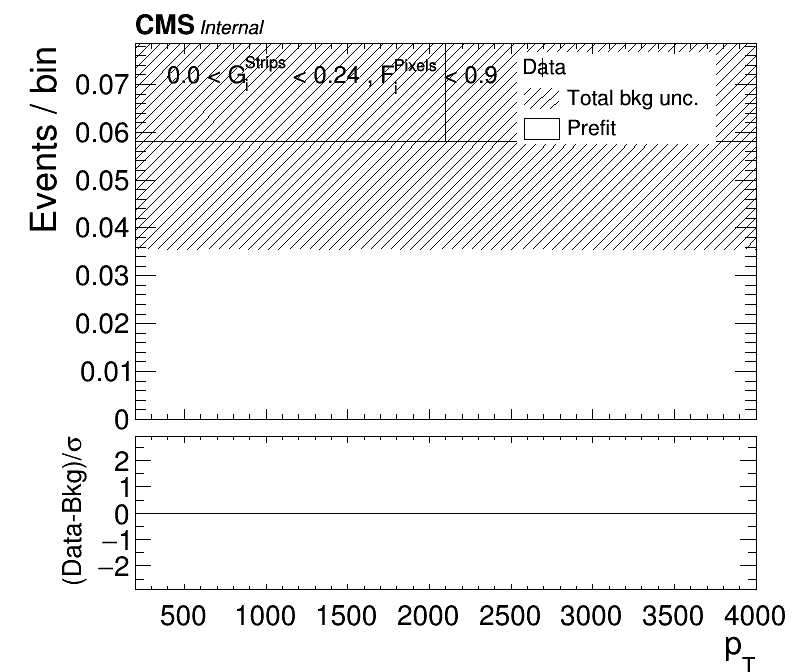 CMS Internal
Events / bin
0.0 < G_i^Strips < 0.24 , F_i^Pixels < 0.9
Data
Total bkg unc.
Prefit
0.07
0.06
0.05
0.04
0.03
0.02
0.01
0
(Data-Bkg)/σ
2
1
0
−1
−2
500 1000 1500 2000 2500 3000 3500 4000
p_T